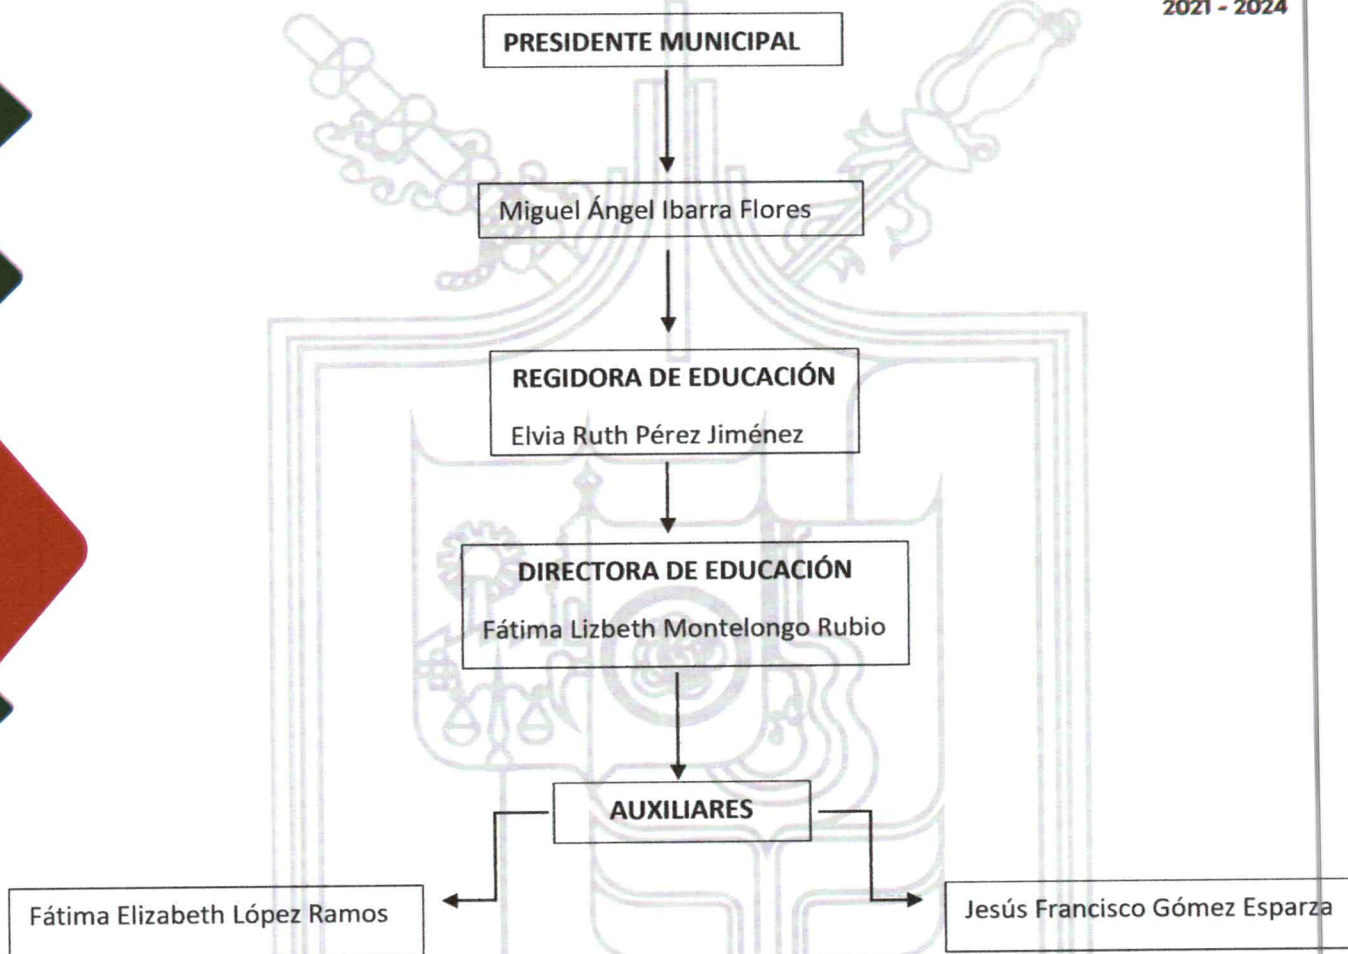 2021 - 2024
PRESIDENTE MUNICIPAL
Miguel Ángel Ibarra Flores
REGIDORA DE EDUCACIÓN
Elvia Ruth Pérez Jiménez
DIRECTORA DE EDUCACIÓN
Fátima Lizbeth Montelongo Rubio
AUXILIARES
Fátima Elizabeth López Ramos
Jesús Francisco Gómez Esparza